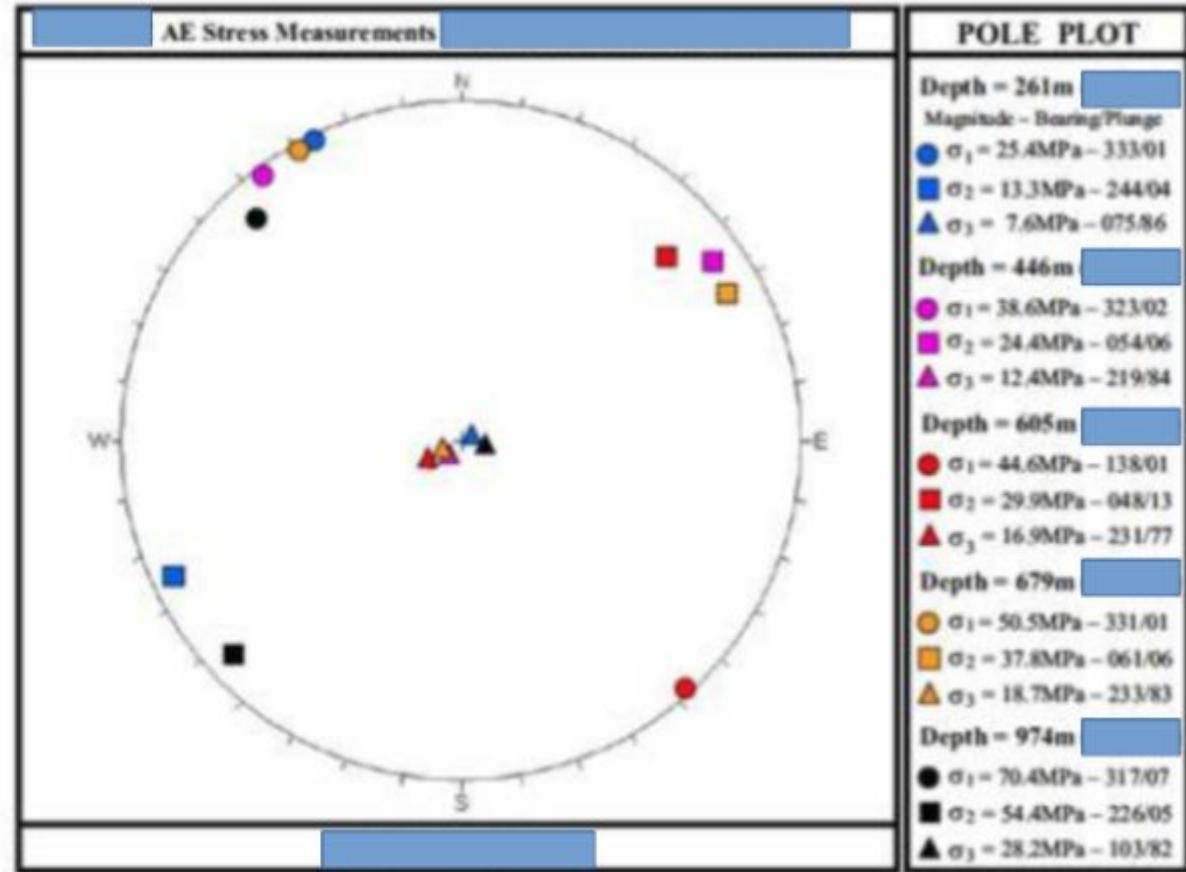 AE Stress Measurements
N
W
E
S
POLE PLOT
Depth = 261m
Magnitude – Bearing/Plunge
σ1 = 25.4MPa – 333/01
σ2 = 13.3MPa – 244/04
σ3 = 7.6MPa – 075/86
Depth = 446m
σ1 = 38.6MPa – 323/02
σ2 = 24.4MPa – 054/06
σ3 = 12.4MPa – 219/84
Depth = 605m
σ1 = 44.6MPa – 138/01
σ2 = 29.9MPa – 048/13
σ3 = 16.9MPa – 231/77
Depth = 679m
σ1 = 50.5MPa – 331/01
σ2 = 37.8MPa – 061/06
σ3 = 18.7MPa – 233/83
Depth = 974m
σ1 = 70.4MPa – 317/07
σ2 = 54.4MPa – 226/05
σ3 = 28.2MPa – 103/82